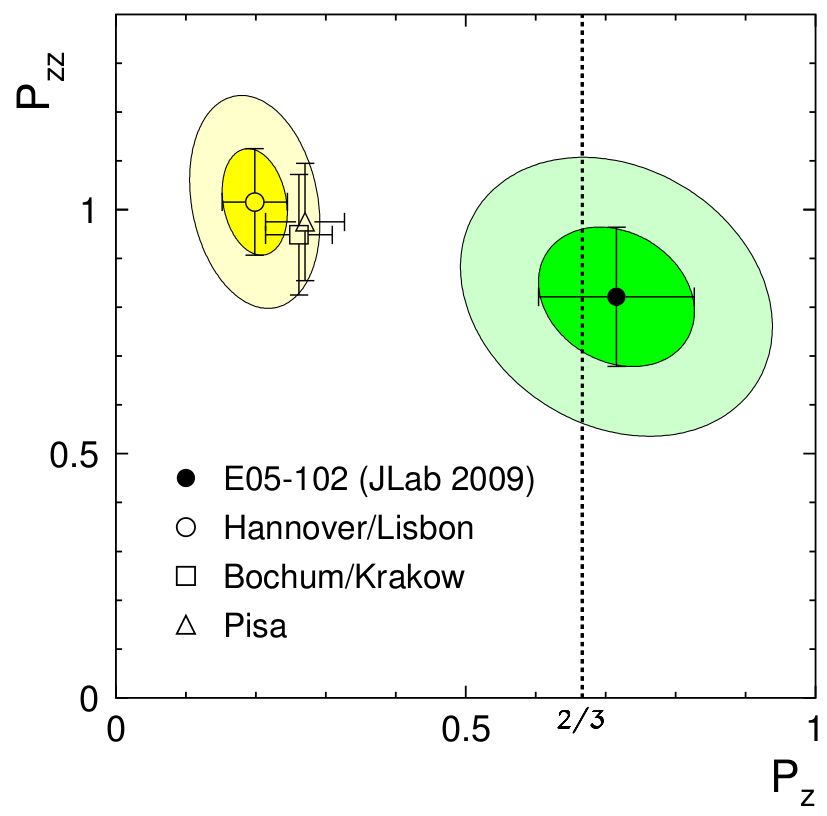 P_zz
1
0.5
0
E05-102 (JLab 2009)
Hannover/Lisbon
Bochum/Krakow
Pisa
0
0.5
2/3
1
P_z